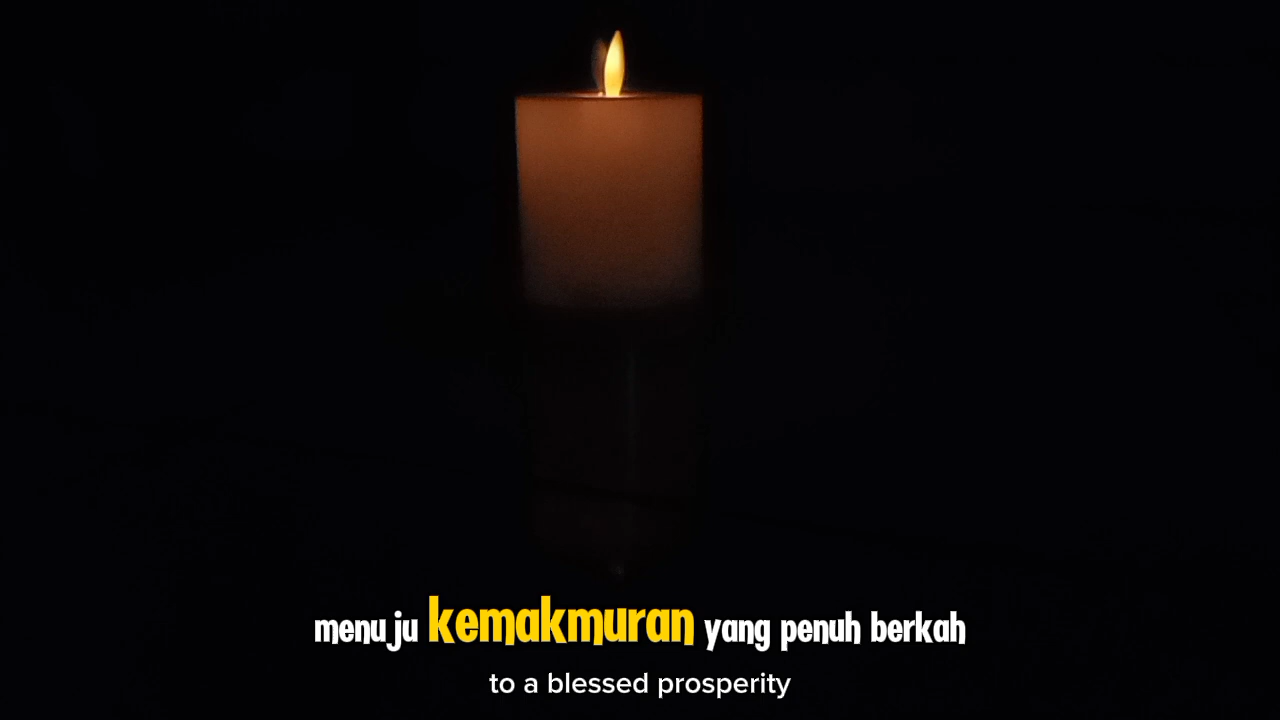 menuju kemakmuran yang penuh berkah
to a blessed prosperity